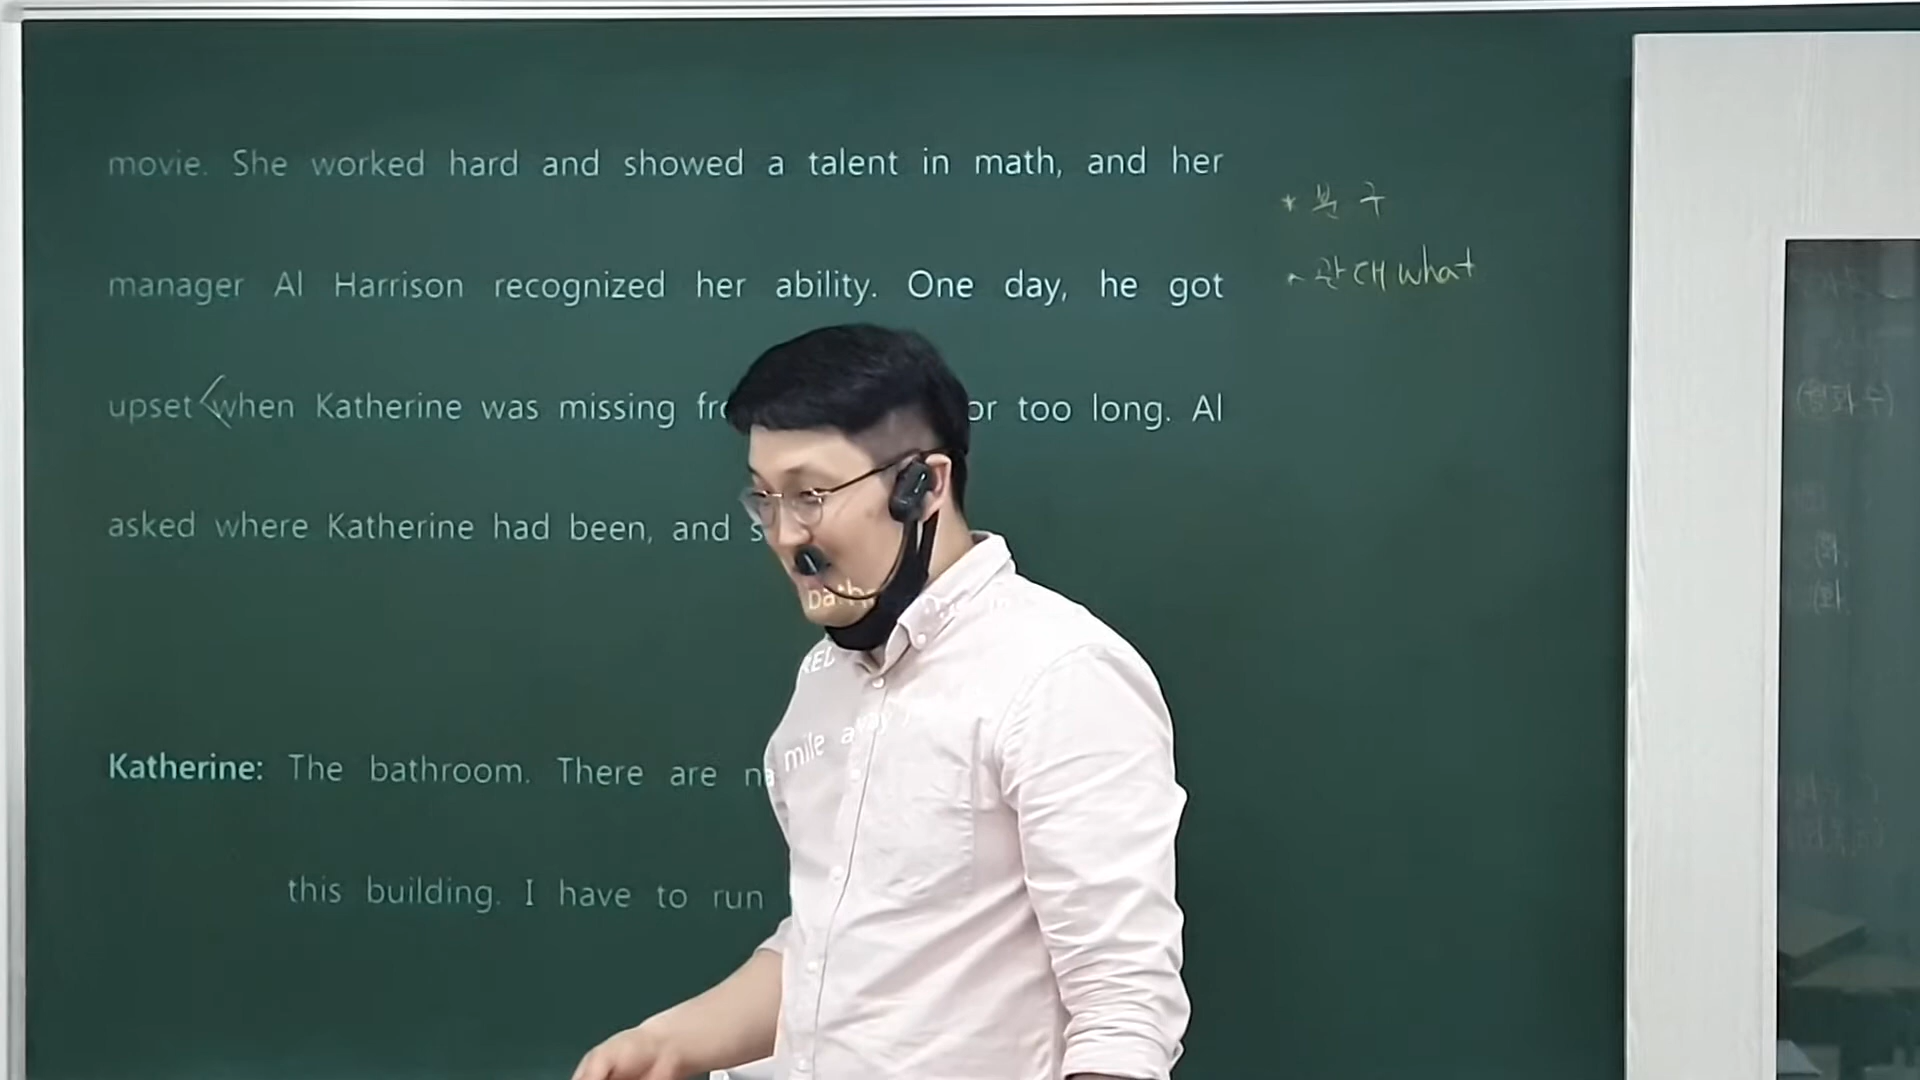 movie. She worked hard and showed a talent in math, and her
manager Al Harrison recognized her ability. One day, he got
upset when Katherine was missing or too long. Al
asked where Katherine had been, and
Katherine: The bathroom. There are
mile away
this building. I have to run
* 분구
* 관대 what